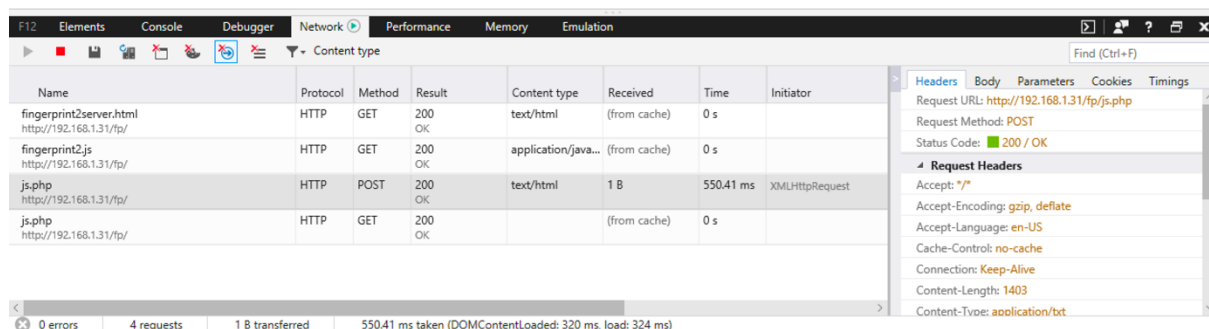 F12 Elements Console Debugger Network Performance Memory Emulation ?
Content type Find (Ctrl+F)
Name Protocol Method Result Content type Received Time Initiator
fingerprint2server.html HTTP GET 200 text/html (from cache) 0 s
http://192.168.1.31/fp/ OK
fingerprint2.js HTTP GET 200 application/java... (from cache) 0 s
http://192.168.1.31/fp/ OK
js.php HTTP POST 200 text/html 1 B 550.41 ms XMLHttpRequest
http://192.168.1.31/fp/ OK
js.php HTTP GET 200 (from cache) 0 s
http://192.168.1.31/fp/ OK
0 errors 4 requests 1 B transferred 550.41 ms taken (DOMContentLoaded: 320 ms, load: 324 ms)
Headers Body Parameters Cookies Timings
Request URL: http://192.168.1.31/fp/js.php
Request Method: POST
Status Code: 200 / OK
Request Headers
Accept: */*
Accept-Encoding: gzip, deflate
Accept-Language: en-US
Cache-Control: no-cache
Connection: Keep-Alive
Content-Length: 1403
Content-Type: application/txt